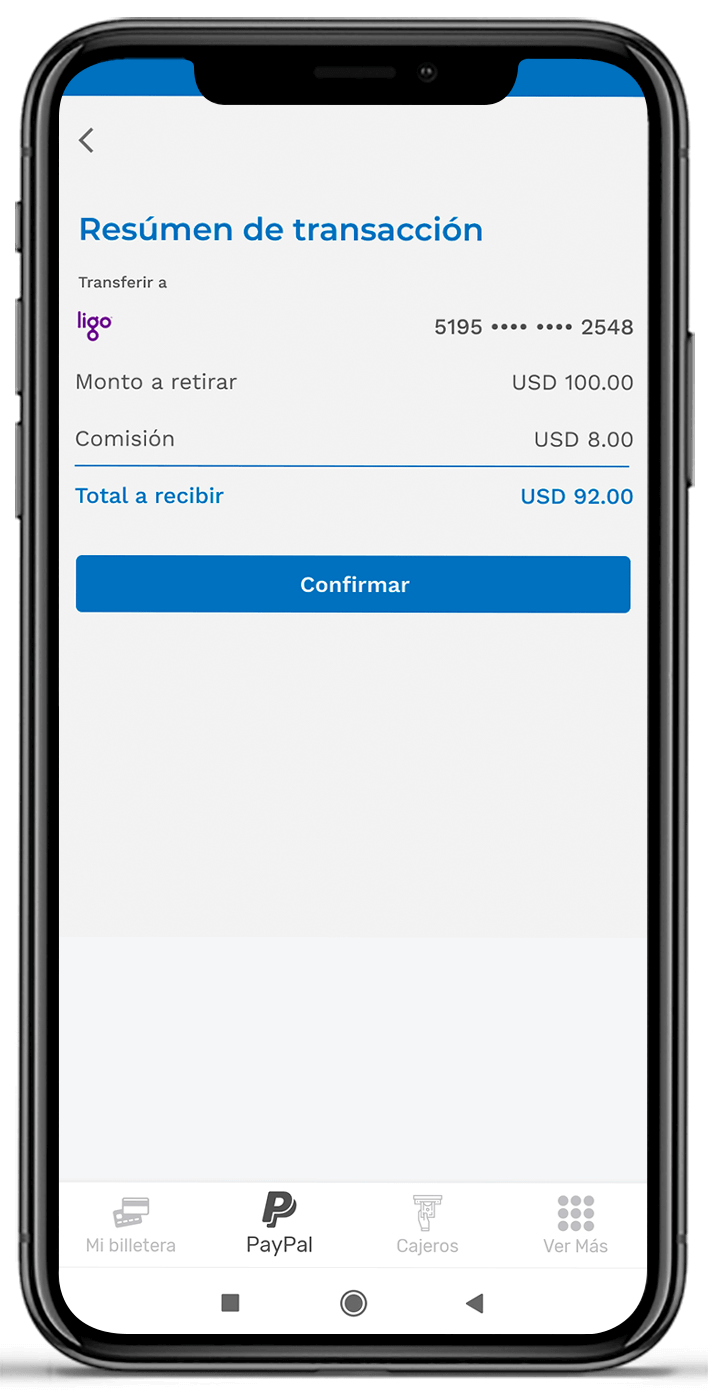 Resúmen de transacción
Transferir a
ligo 5195 •••• •••• 2548
Monto a retirar USD 100.00
Comisión USD 8.00
Total a recibir USD 92.00
Confirmar
Mi billetera PayPal Cajeros Ver Más